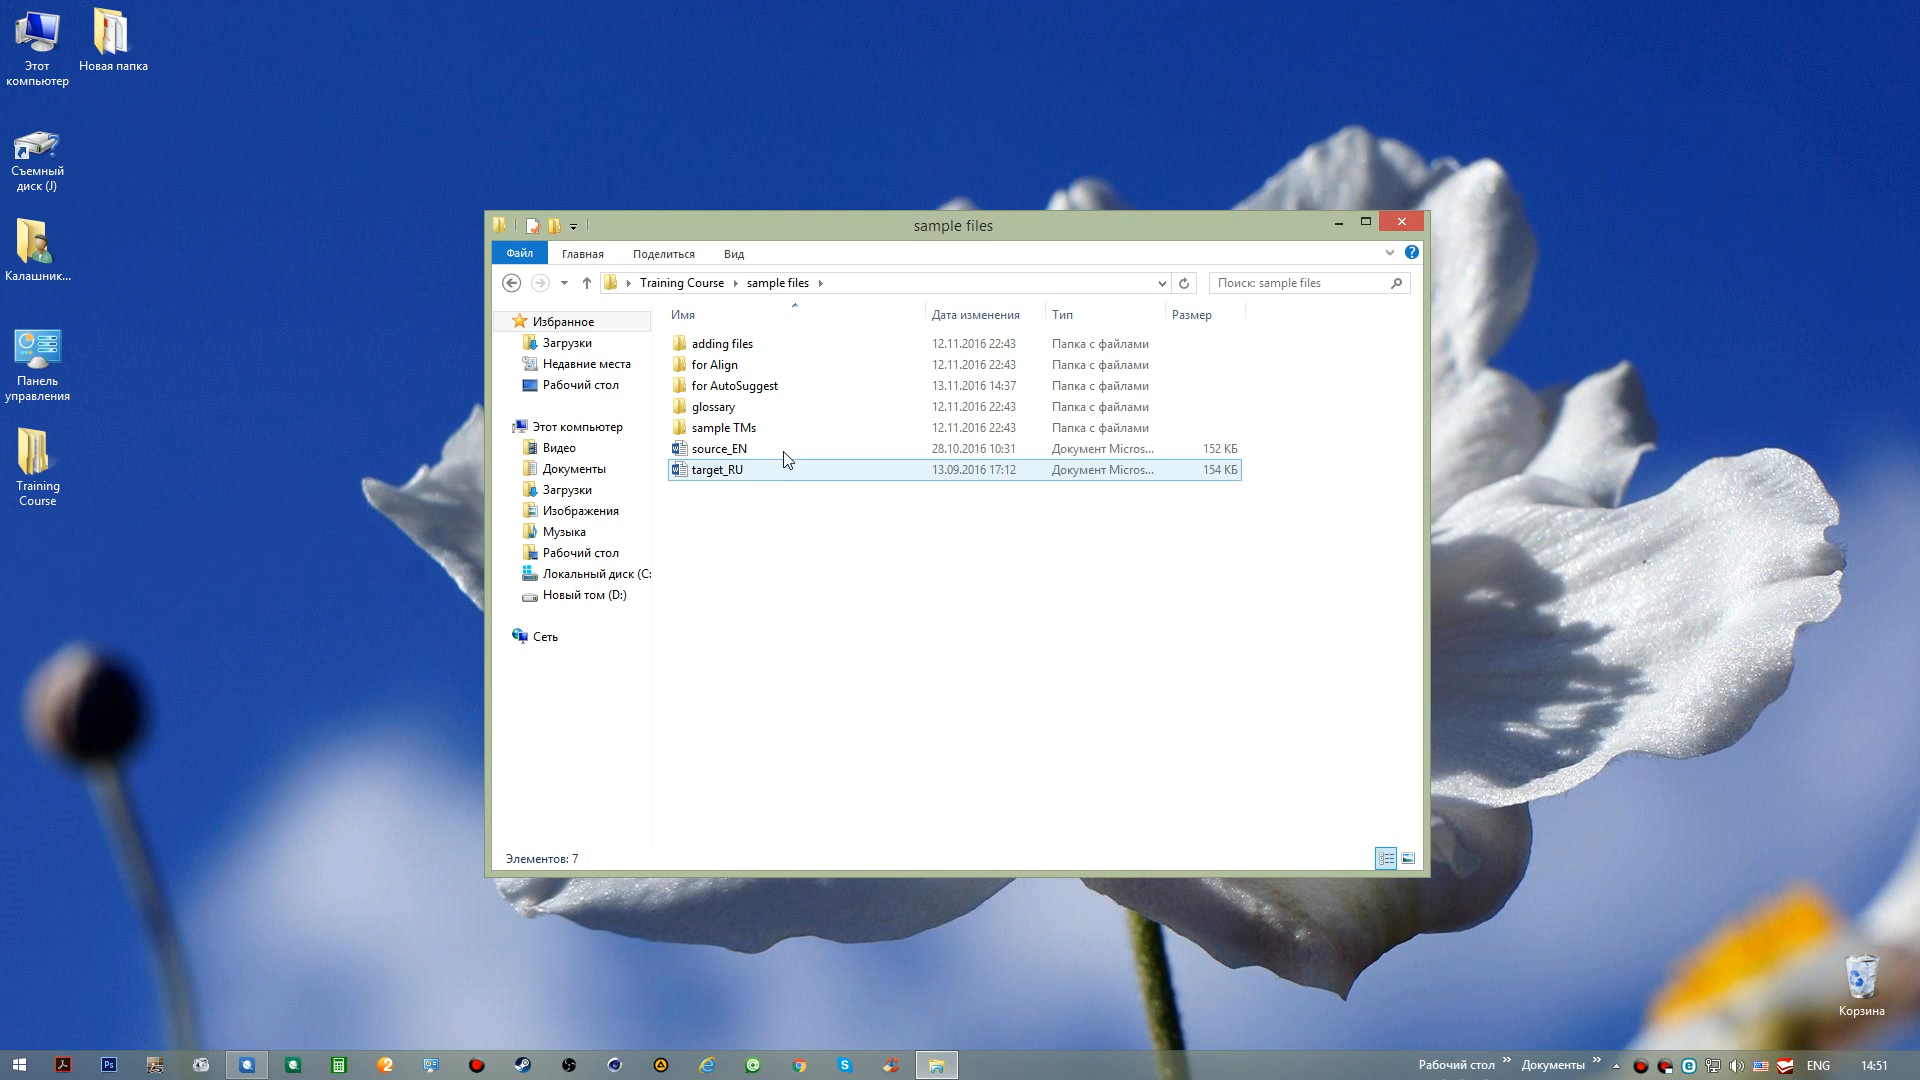 Этот
компьютер
Новая папка
Съемный
диск (J)
Калашник...
Панель
управления
Training
Course
sample files
Файл
Главная
Поделиться
Вид
Training Course
sample files
Поиск: sample files
Избранное
Загрузки
Недавние места
Рабочий стол
Этот компьютер
Видео
Документы
Загрузки
Изображения
Музыка
Рабочий стол
Локальный диск (C:
Новый том (D:)
Сеть
Имя Дата изменения Тип Размер
adding files 12.11.2016 22:43 Папка с файлами
for Align 12.11.2016 22:43 Папка с файлами
for AutoSuggest 13.11.2016 14:37 Папка с файлами
glossary 12.11.2016 22:43 Папка с файлами
sample TMs 12.11.2016 22:43 Папка с файлами
source_EN 28.10.2016 10:31 Документ Micros... 152 КБ
target_RU 13.09.2016 17:12 Документ Micros... 154 КБ
Элементов: 7
Корзина
Ps
Рабочий стол » Документы » ENG 14:51